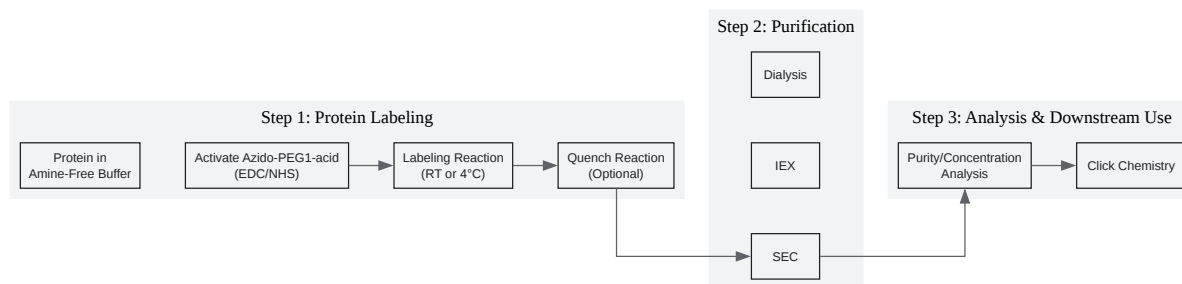 Step 1: Protein Labeling
Protein in
Amine-Free Buffer
Activate Azido-PEG1-acid
(EDC/NHS)
Labeling Reaction
(RT or 4°C)
Quench Reaction
(Optional)
Step 2: Purification
Dialysis
IEX
SEC
Step 3: Analysis & Downstream Use
Purity/Concentration
Analysis
Click Chemistry